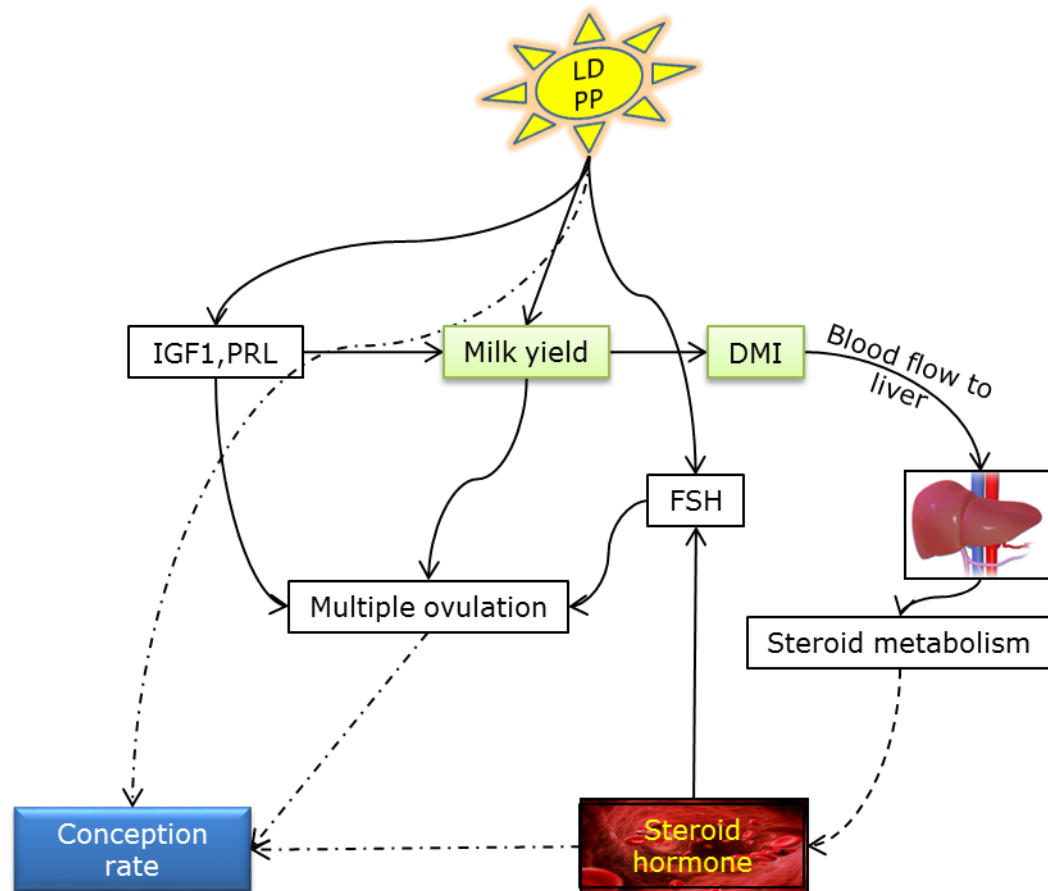 LD
PP
IGF1,PRL
Milk yield
DMI
Blood flow to
liver
FSH
Multiple ovulation
Steroid metabolism
Conception
rate
Steroid
hormone